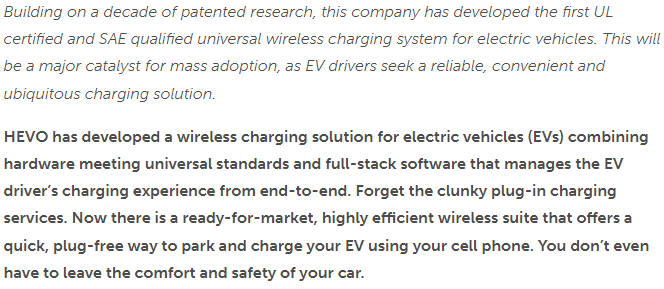 Building on a decade of patented research, this company has developed the first UL
certified and SAE qualified universal wireless charging system for electric vehicles. This will
be a major catalyst for mass adoption, as EV drivers seek a reliable, convenient and
ubiquitous charging solution.
HEVO has developed a wireless charging solution for electric vehicles (EVs) combining
hardware meeting universal standards and full-stack software that manages the EV
driver’s charging experience from end-to-end. Forget the clunky plug-in charging
services. Now there is a ready-for-market, highly efficient wireless suite that offers a
quick, plug-free way to park and charge your EV using your cell phone. You don’t even
have to leave the comfort and safety of your car.